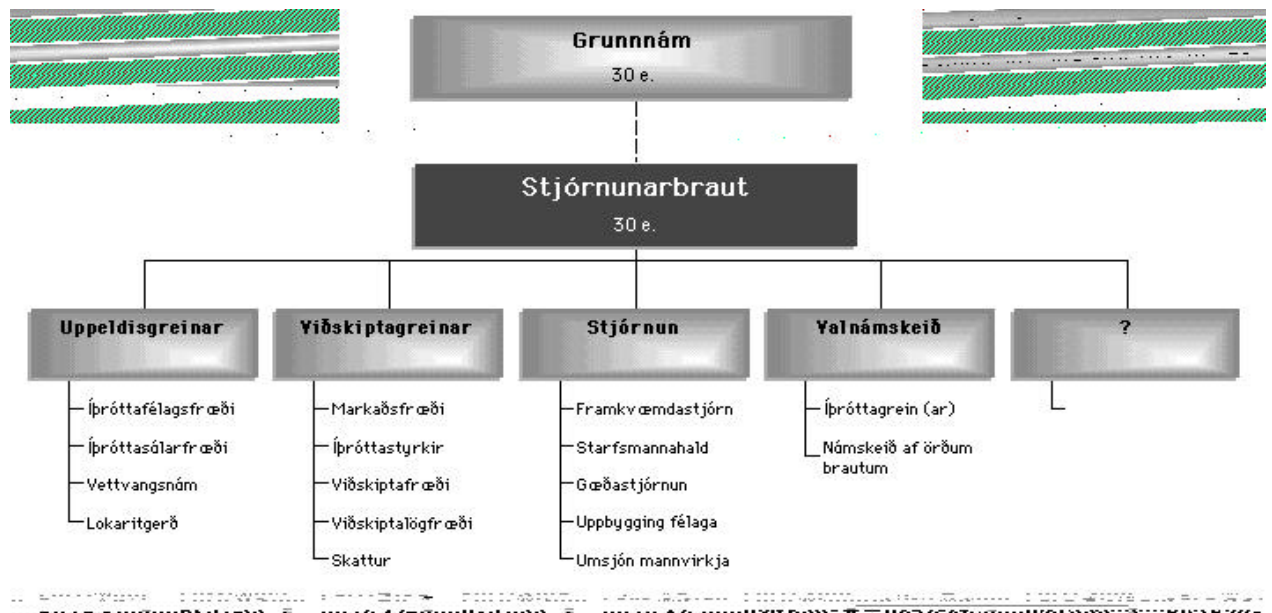 Grunnnám
30 e.
Stjórnunarbraut
30 e.
Uppeldisgreinar
Íþróttafélagsfræði
Íþróttasálarfræði
Vettvangsnám
Lokaritgerð
Viðskiptagreinar
Markaðsfræði
Íþróttastyrkir
Viðskiptafræði
Viðskiptalögfræði
Skattur
Stjórnun
Framkvæmdastjórn
Starfsmannahald
Gæðastjórnun
Uppbygging félaga
Umsjón mannvirkja
Valnámskeið
Íþróttagrein (ar)
Námskeið af örðum
brautum
?